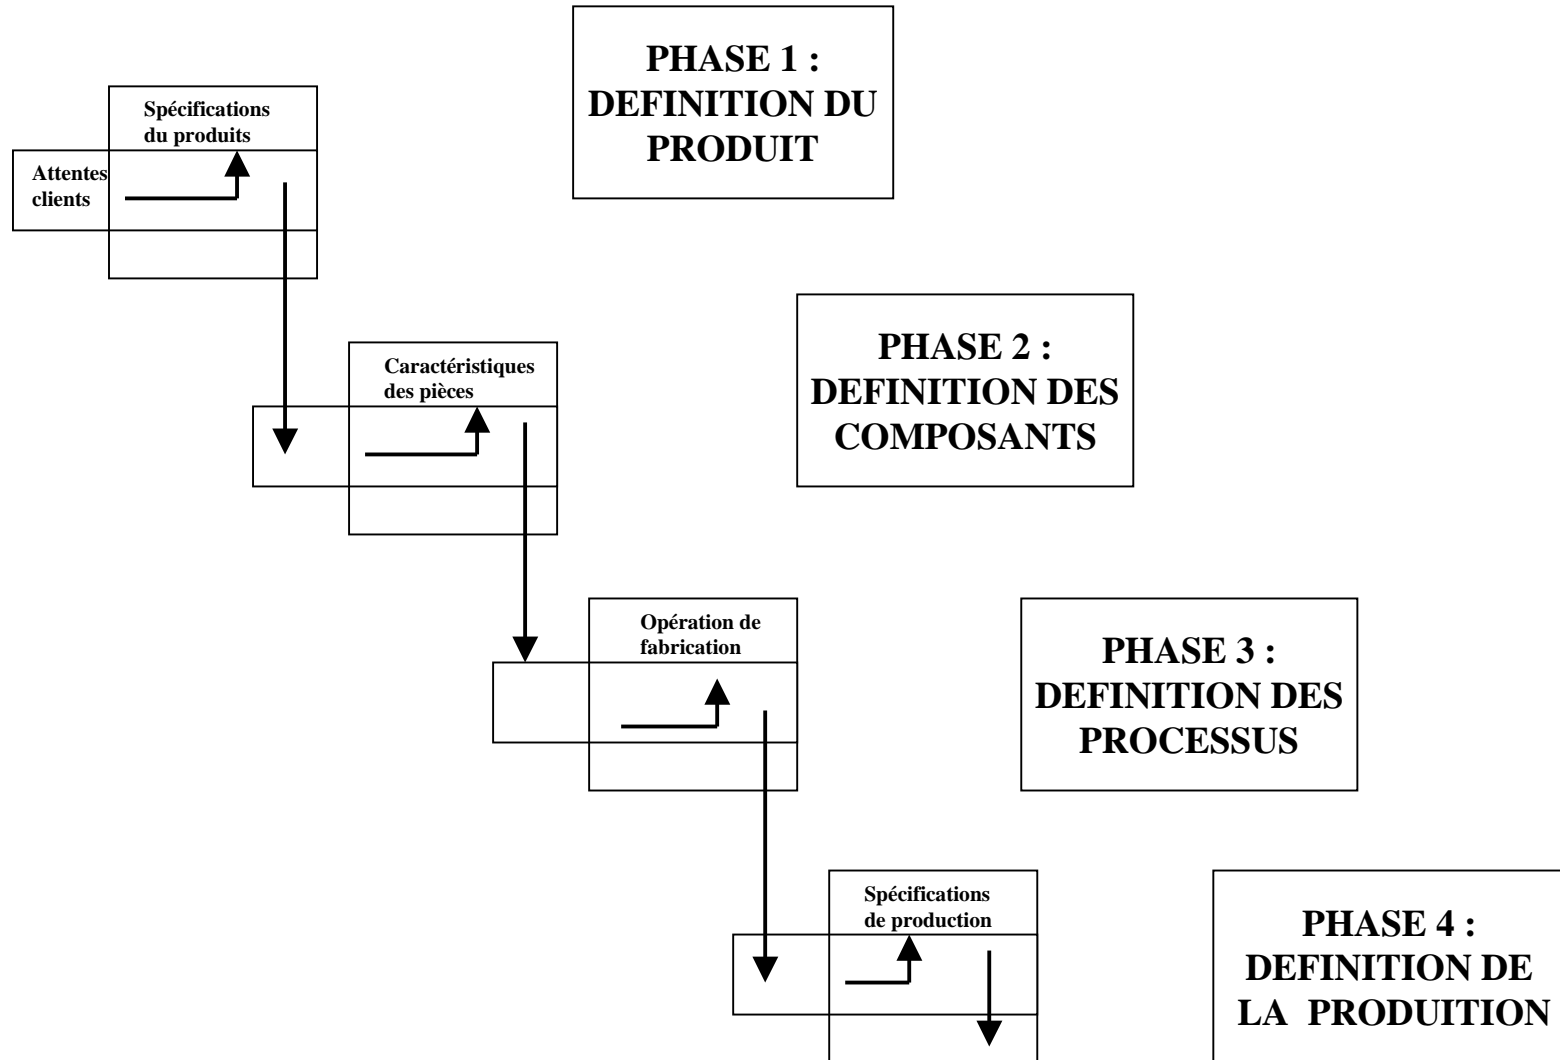 PHASE 1 :
DEFINITION DU
PRODUIT
Spécifications
du produits
Attentes
clients
PHASE 2 :
DEFINITION DES
COMPOSANTS
Caractéristiques
des pièces
PHASE 3 :
DEFINITION DES
PROCESSUS
Opération de
fabrication
PHASE 4 :
DEFINITION DE
LA PRODUITION
Spécifications
de production